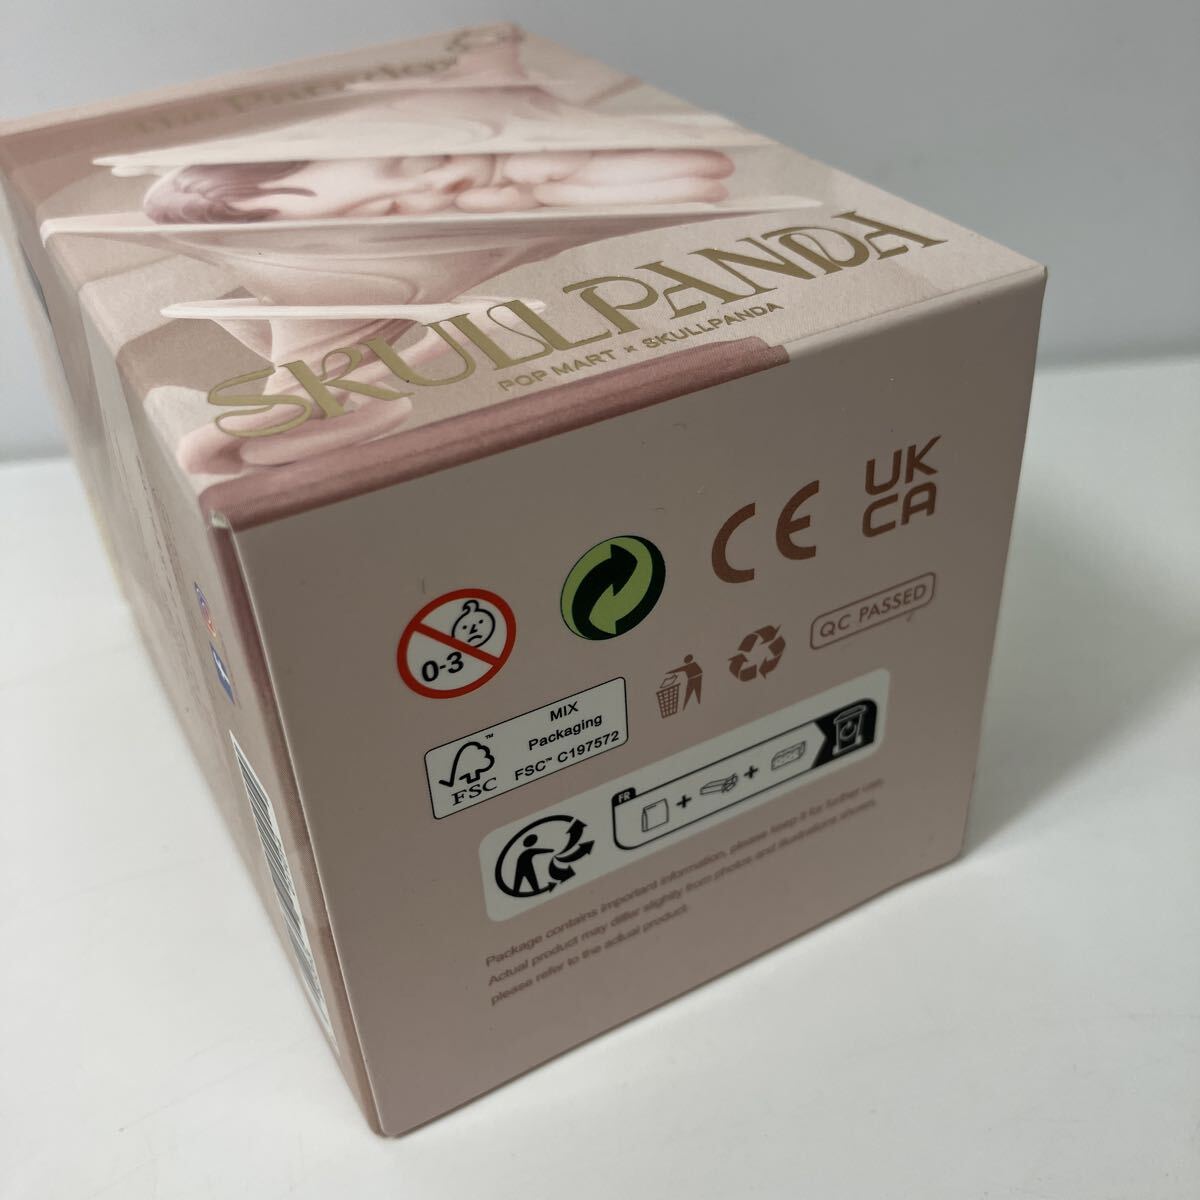 The
SKULLPANDA
POP MART × SKULLPANDA
CE
UK
CA
0-3
QC PASSED
FSC
MIX
Packaging
FSC™ C197572
FR
Package contains important information, please keep it for further use.
Actual product may differ slightly from photos and illustrations shown,
please refer to the actual product.